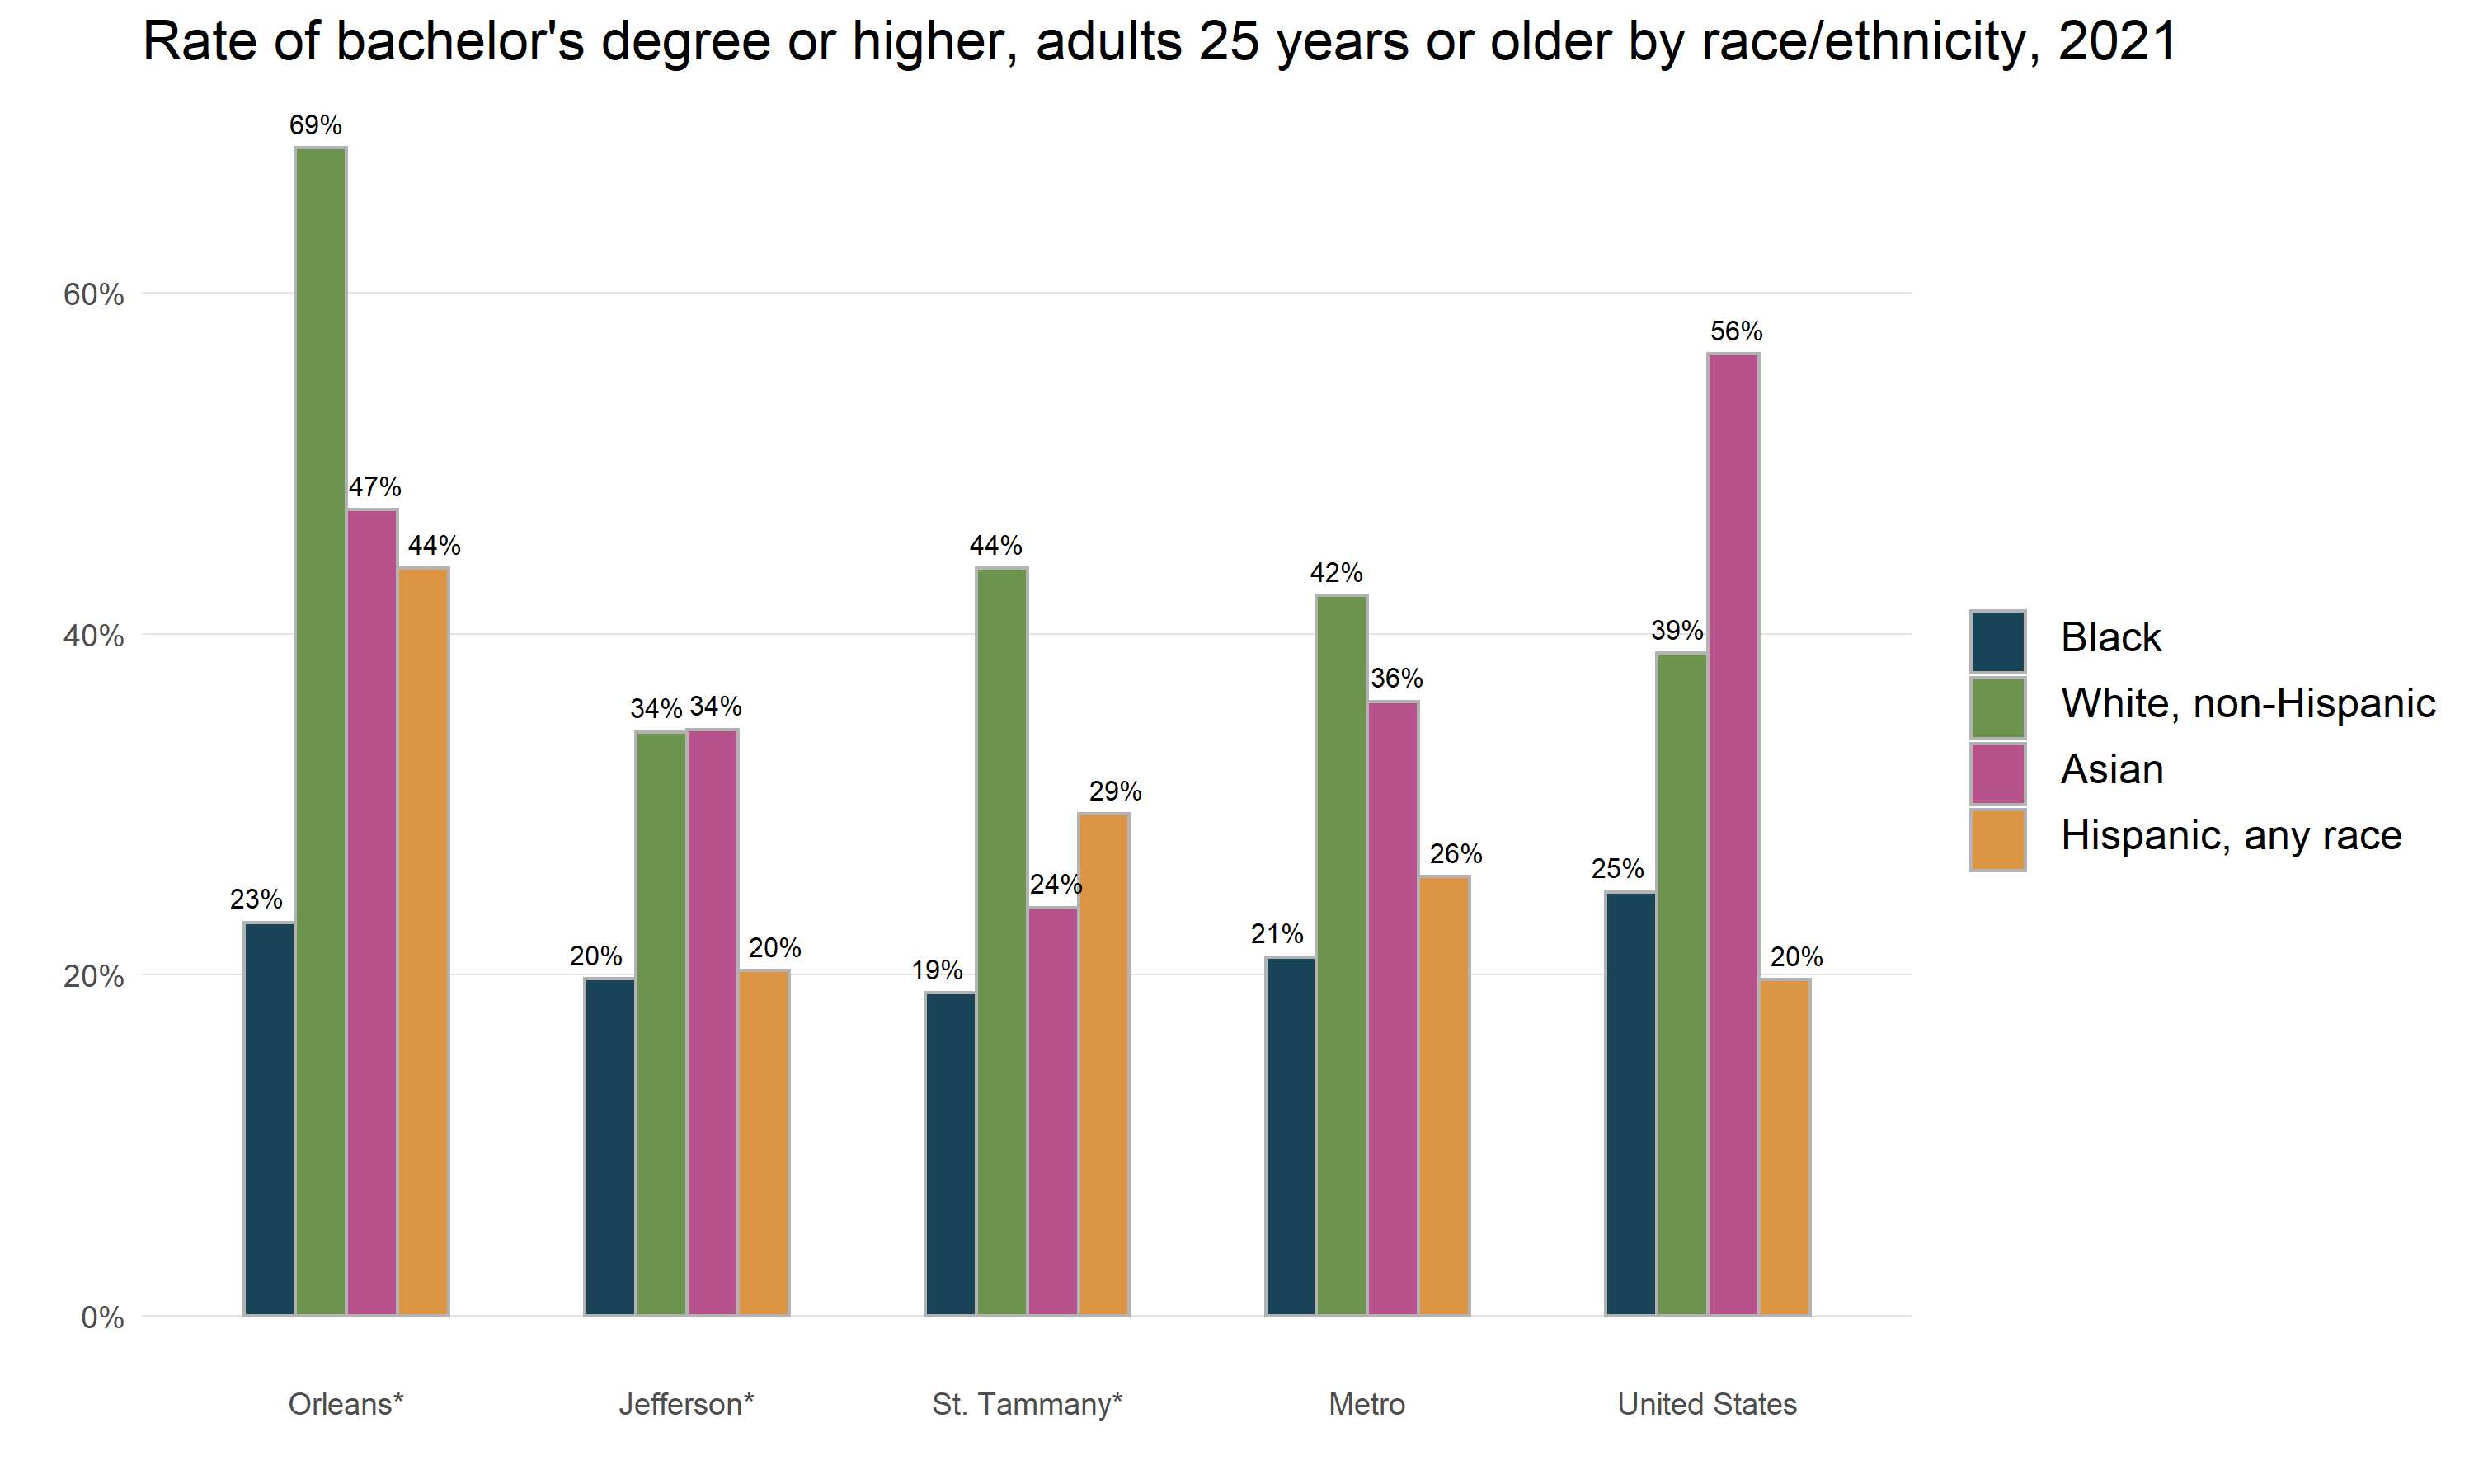 Rate of bachelor's degree or higher, adults 25 years or older by race/ethnicity, 2021
60%
40%
20%
0%
69%
47%
44%
23%
34%
34%
20%
20%
44%
29%
24%
19%
42%
36%
26%
21%
56%
39%
25%
20%
Orleans*
Jefferson*
St. Tammany*
Metro
United States
Black
White, non-Hispanic
Asian
Hispanic, any race